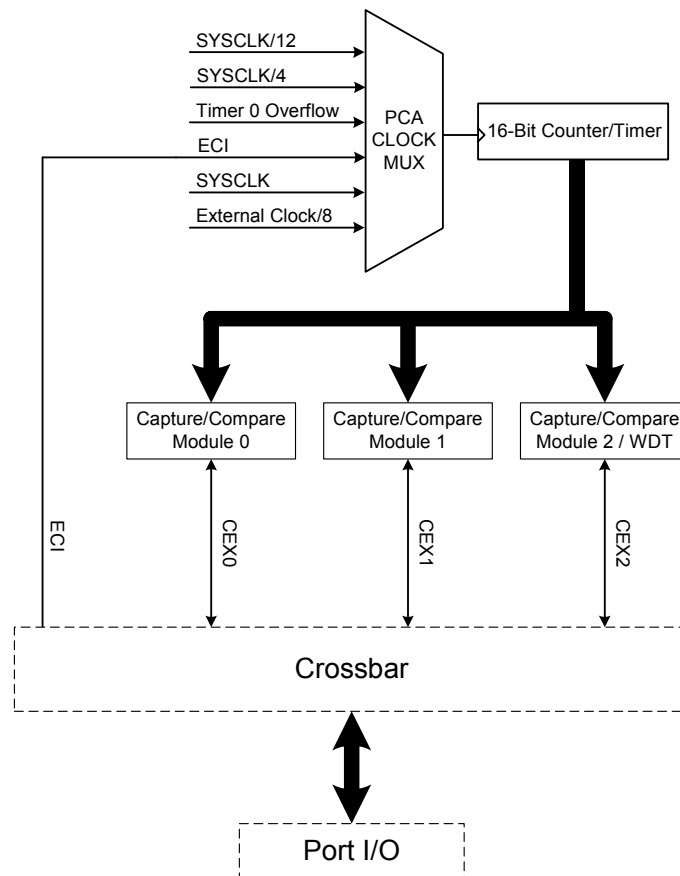 SYSCLK/12
SYSCLK/4
Timer 0 Overflow
ECI
SYSCLK
External Clock/8
PCA
CLOCK
MUX
16-Bit Counter/Timer
Capture/Compare
Module 0
Capture/Compare
Module 1
Capture/Compare
Module 2 / WDT
ECI
CEX0
CEX1
CEX2
Crossbar
Port I/O